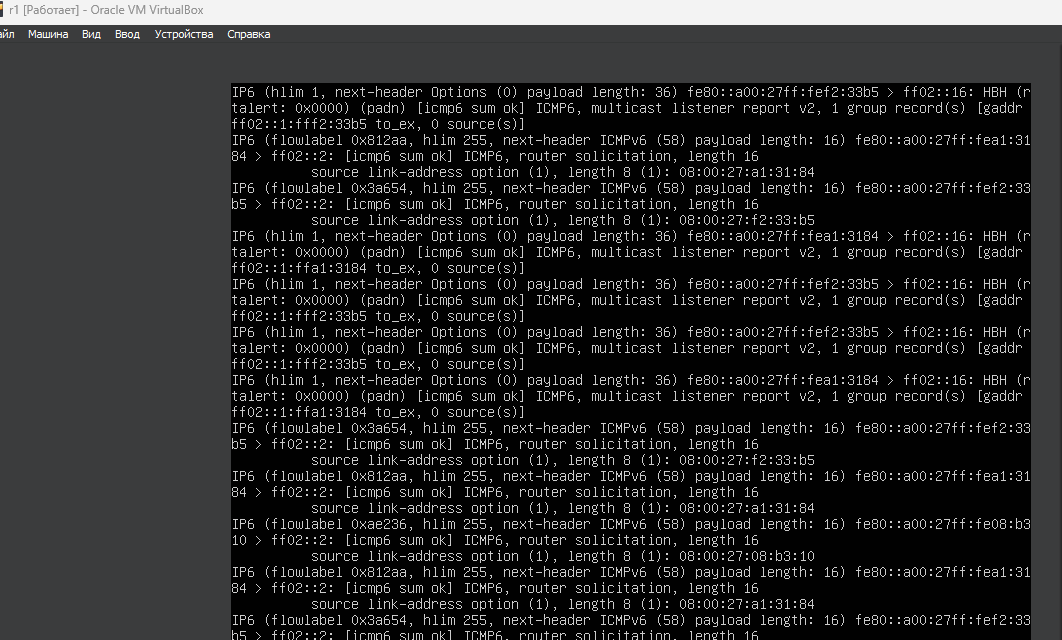 r1 [Работает] - Oracle VM VirtualBox
айл Машина Вид Ввод Устройства Справка
IP6 (hlim 1, next-header Options (0) payload length: 36) fe80::a00:27ff:fef2:33b5 > ff02::16: HBH (r
talert: 0x0000) (padn) [icmp6 sum ok] ICMP6, multicast listener report v2, 1 group record(s) [gaddr
ff02::1:fff2:33b5 to_ex, 0 source(s)]
IP6 (flowlabel 0x812aa, hlim 255, next-header ICMPv6 (58) payload length: 16) fe80::a00:27ff:fea1:31
84 > ff02::2: [icmp6 sum ok] ICMP6, router solicitation, length 16
source link-address option (1), length 8 (1): 08:00:27:a1:31:84
IP6 (flowlabel 0x3a654, hlim 255, next-header ICMPv6 (58) payload length: 16) fe80::a00:27ff:fef2:33
b5 > ff02::2: [icmp6 sum ok] ICMP6, router solicitation, length 16
source link-address option (1), length 8 (1): 08:00:27:f2:33:b5
IP6 (hlim 1, next-header Options (0) payload length: 36) fe80::a00:27ff:fea1:3184 > ff02::16: HBH (r
talert: 0x0000) (padn) [icmp6 sum ok] ICMP6, multicast listener report v2, 1 group record(s) [gaddr
ff02::1:ffa1:3184 to_ex, 0 source(s)]
IP6 (hlim 1, next-header Options (0) payload length: 36) fe80::a00:27ff:fef2:33b5 > ff02::16: HBH (r
talert: 0x0000) (padn) [icmp6 sum ok] ICMP6, multicast listener report v2, 1 group record(s) [gaddr
ff02::1:fff2:33b5 to_ex, 0 source(s)]
IP6 (hlim 1, next-header Options (0) payload length: 36) fe80::a00:27ff:fef2:33b5 > ff02::16: HBH (r
talert: 0x0000) (padn) [icmp6 sum ok] ICMP6, multicast listener report v2, 1 group record(s) [gaddr
ff02::1:fff2:33b5 to_ex, 0 source(s)]
IP6 (hlim 1, next-header Options (0) payload length: 36) fe80::a00:27ff:fea1:3184 > ff02::16: HBH (r
talert: 0x0000) (padn) [icmp6 sum ok] ICMP6, multicast listener report v2, 1 group record(s) [gaddr
ff02::1:ffa1:3184 to_ex, 0 source(s)]
IP6 (flowlabel 0x3a654, hlim 255, next-header ICMPv6 (58) payload length: 16) fe80::a00:27ff:fef2:33
b5 > ff02::2: [icmp6 sum ok] ICMP6, router solicitation, length 16
source link-address option (1), length 8 (1): 08:00:27:f2:33:b5
IP6 (flowlabel 0x812aa, hlim 255, next-header ICMPv6 (58) payload length: 16) fe80::a00:27ff:fea1:31
84 > ff02::2: [icmp6 sum ok] ICMP6, router solicitation, length 16
source link-address option (1), length 8 (1): 08:00:27:a1:31:84
IP6 (flowlabel 0xae236, hlim 255, next-header ICMPv6 (58) payload length: 16) fe80::a00:27ff:fe08:b3
10 > ff02::2: [icmp6 sum ok] ICMP6, router solicitation, length 16
source link-address option (1), length 8 (1): 08:00:27:08:b3:10
IP6 (flowlabel 0x812aa, hlim 255, next-header ICMPv6 (58) payload length: 16) fe80::a00:27ff:fea1:31
84 > ff02::2: [icmp6 sum ok] ICMP6, router solicitation, length 16
source link-address option (1), length 8 (1): 08:00:27:a1:31:84
IP6 (flowlabel 0x3a654, hlim 255, next-header ICMPv6 (58) payload length: 16) fe80::a00:27ff:fef2:33
b5 > ff02::2: [icmp6 sum ok] ICMP6, router solicitation, length 16